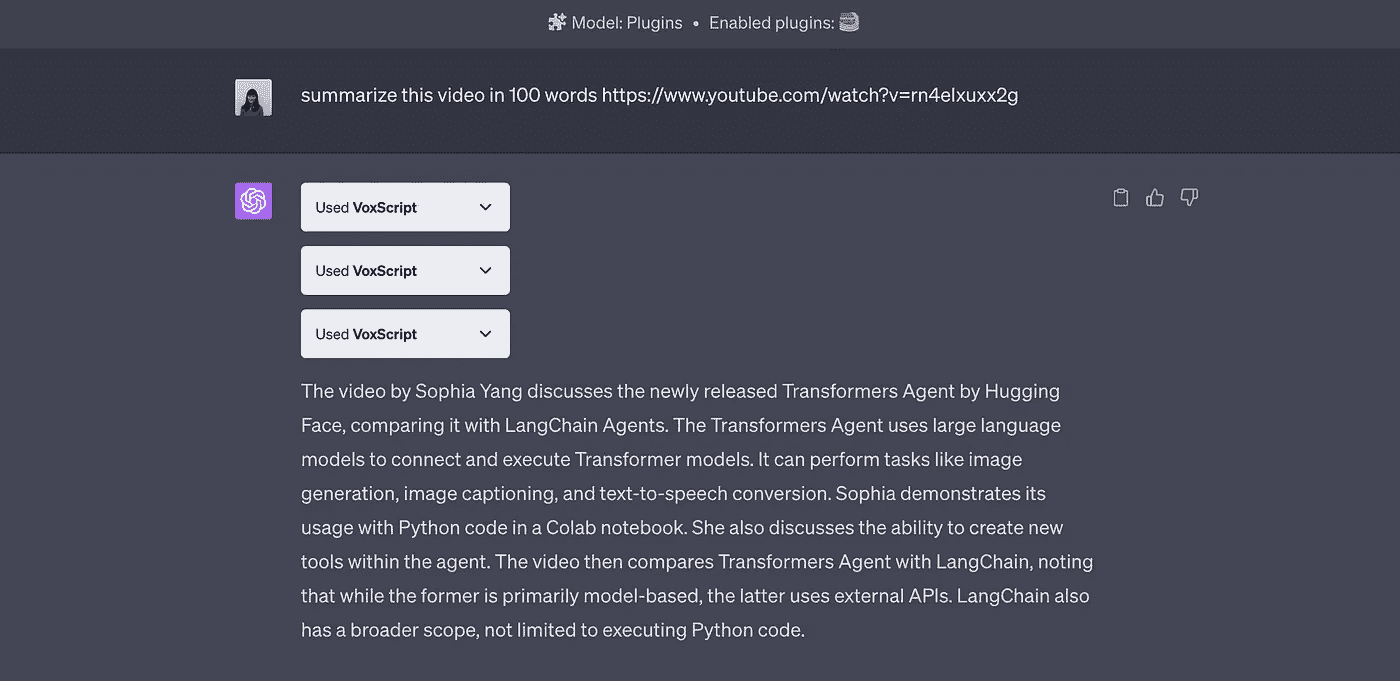 Model: Plugins • Enabled plugins:
summarize this video in 100 words https://www.youtube.com/watch?v=rn4elxuxx2g
Used VoxScript
Used VoxScript
Used VoxScript
The video by Sophia Yang discusses the newly released Transformers Agent by Hugging
Face, comparing it with LangChain Agents. The Transformers Agent uses large language
models to connect and execute Transformer models. It can perform tasks like image
generation, image captioning, and text-to-speech conversion. Sophia demonstrates its
usage with Python code in a Colab notebook. She also discusses the ability to create new
tools within the agent. The video then compares Transformers Agent with LangChain, noting
that while the former is primarily model-based, the latter uses external APIs. LangChain also
has a broader scope, not limited to executing Python code.